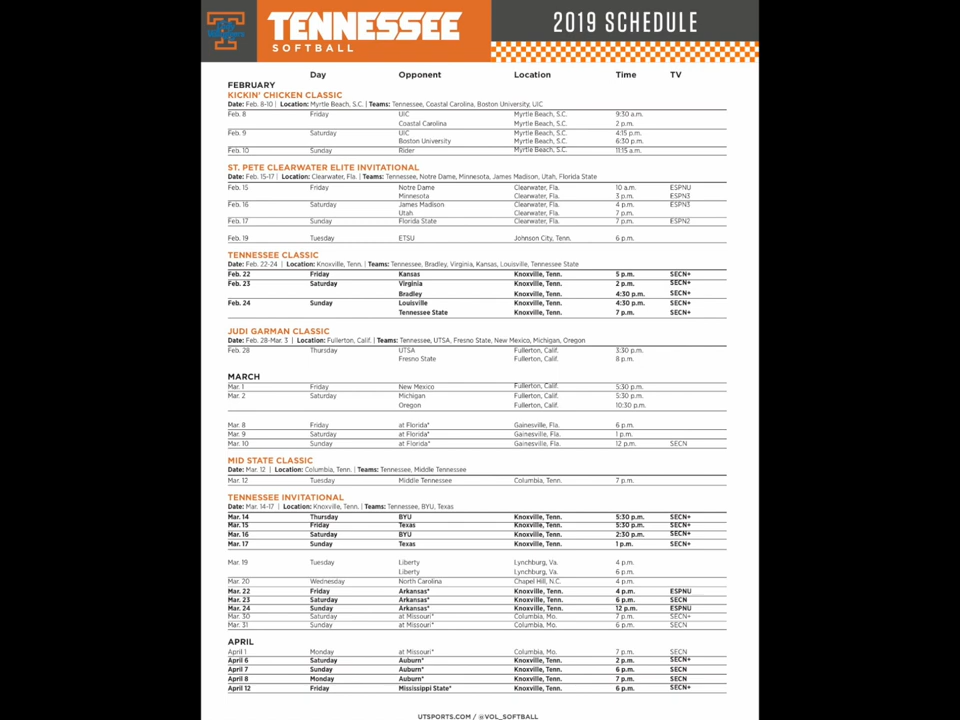 TENNESSEE
SOFTBALL
2019 SCHEDULE
Day Opponent Location Time TV
FEBRUARY
KICKIN' CHICKEN CLASSIC
Date: Feb. 8-10 | Location: Myrtle Beach, S.C. | Teams: Tennessee, Coastal Carolina, Boston University, UIC
Feb. 8 Friday UIC Myrtle Beach, S.C. 9:30 a.m.
Coastal Carolina Myrtle Beach, S.C. 2 p.m.
Feb. 9 Saturday UIC Myrtle Beach, S.C. 4:15 p.m.
Boston University Myrtle Beach, S.C. 6:30 p.m.
Feb. 10 Sunday Rider Myrtle Beach, S.C. 11:15 a.m.
ST. PETE CLEARWATER ELITE INVITATIONAL
Date: Feb. 15-17 | Location: Clearwater, Fla. | Teams: Tennessee, Notre Dame, Minnesota, James Madison, Utah, Florida State
Feb. 15 Friday Notre Dame Clearwater, Fla. 10 a.m. ESPNU
Minnesota Clearwater, Fla. 3 p.m. ESPN3
Feb. 16 Saturday James Madison Clearwater, Fla. 4 p.m. ESPN3
Utah Clearwater, Fla. 7 p.m.
Feb. 17 Sunday Florida State Clearwater, Fla. 7 p.m. ESPN2
Feb. 19 Tuesday ETSU Johnson City, Tenn. 6 p.m.
TENNESSEE CLASSIC
Date: Feb. 22-24 | Location: Knoxville, Tenn. | Teams: Tennessee, Bradley, Virginia, Kansas, Louisville, Tennessee State
Feb. 22 Friday Kansas Knoxville, Tenn. 5 p.m. SECN+
Feb. 23 Saturday Virginia Knoxville, Tenn. 2 p.m. SECN+
Bradley Knoxville, Tenn. 4:30 p.m. SECN+
Feb. 24 Sunday Louisville Knoxville, Tenn. 4:30 p.m. SECN+
Tennessee State Knoxville, Tenn. 7 p.m. SECN+
JUDI GARMAN CLASSIC
Date: Feb. 28-Mar. 3 | Location: Fullerton, Calif. | Teams: Tennessee, UTSA, Fresno State, New Mexico, Michigan, Oregon
Feb. 28 Thursday UTSA Fullerton, Calif. 3:30 p.m.
Fresno State Fullerton, Calif. 8 p.m.
MARCH
Mar. 1 Friday New Mexico Fullerton, Calif. 5:30 p.m.
Mar. 2 Saturday Michigan Fullerton, Calif. 5:30 p.m.
Oregon Fullerton, Calif. 10:30 p.m.
Mar. 8 Friday at Florida* Gainesville, Fla. 6 p.m.
Mar. 9 Saturday at Florida* Gainesville, Fla. 1 p.m.
Mar. 10 Sunday at Florida* Gainesville, Fla. 12 p.m. SECN
MID STATE CLASSIC
Date: Mar. 12 | Location: Columbia, Tenn. | Teams: Tennessee, Middle Tennessee
Mar. 12 Tuesday Middle Tennessee Columbia, Tenn. 7 p.m.
TENNESSEE INVITATIONAL
Date: Mar. 14-17 | Location: Knoxville, Tenn. | Teams: Tennessee, BYU, Texas
Mar. 14 Thursday BYU Knoxville, Tenn. 5:30 p.m. SECN+
Mar. 15 Friday Texas Knoxville, Tenn. 5:30 p.m. SECN+
Mar. 16 Saturday BYU Knoxville, Tenn. 2:30 p.m. SECN+
Mar. 17 Sunday Texas Knoxville, Tenn. 1 p.m. SECN+
Mar. 19 Tuesday Liberty Lynchburg, Va. 4 p.m.
Liberty Lynchburg, Va. 6 p.m.
Mar. 20 Wednesday North Carolina Chapel Hill, N.C. 4 p.m.
Mar. 22 Friday Arkansas* Knoxville, Tenn. 4 p.m. ESPNU
Mar. 23 Saturday Arkansas* Knoxville, Tenn. 6 p.m. SECN
Mar. 24 Sunday Arkansas* Knoxville, Tenn. 12 p.m. ESPNU
Mar. 30 Saturday at Missouri* Columbia, Mo. 7 p.m. SECN+
Mar. 31 Sunday at Missouri* Columbia, Mo. 6 p.m. SECN
APRIL
April 1 Monday at Missouri* Columbia, Mo. 7 p.m. SECN
April 6 Saturday Auburn* Knoxville, Tenn. 2 p.m. SECN+
April 7 Sunday Auburn* Knoxville, Tenn. 6 p.m. SECN
April 8 Monday Auburn* Knoxville, Tenn. 7 p.m. SECN
April 12 Friday Mississippi State* Knoxville, Tenn. 6 p.m. SECN+
UTSPORTS.COM / @VOL_SOFTBALL